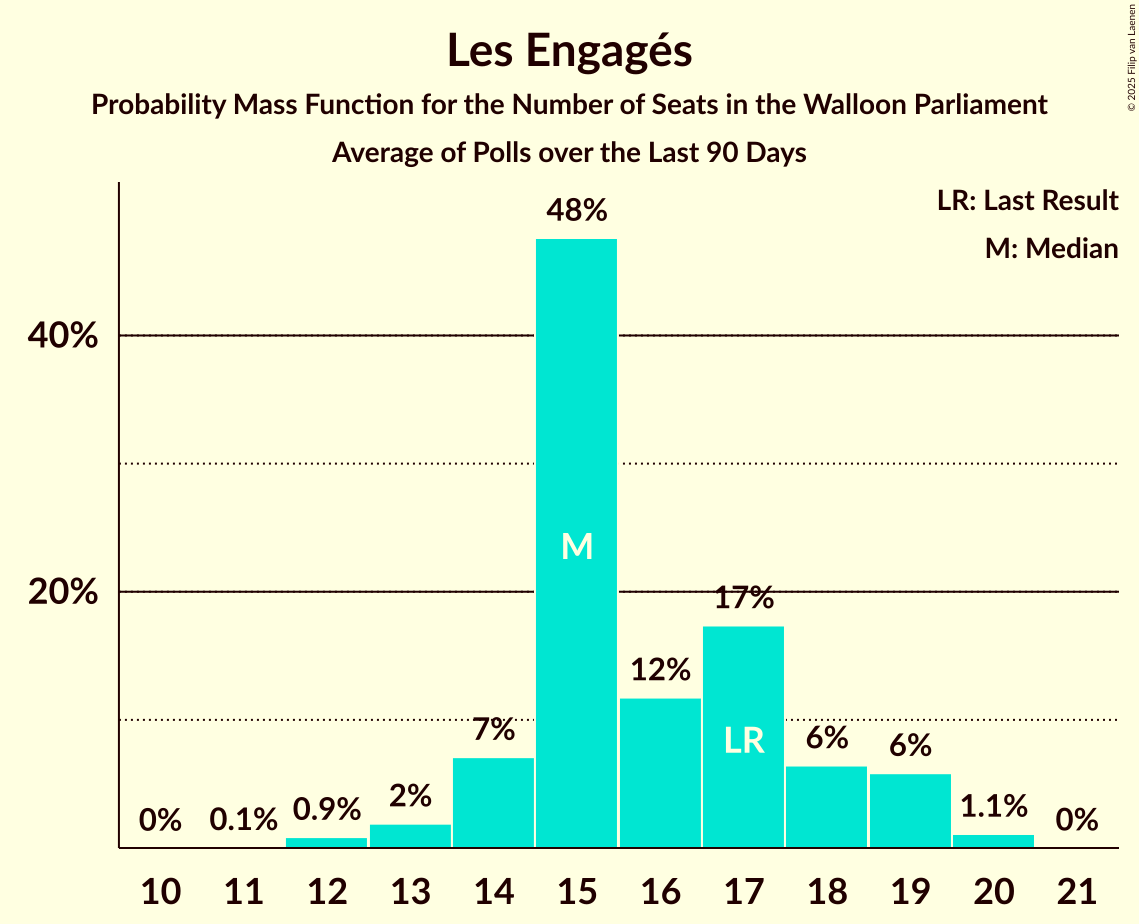 Les Engagés
Probability Mass Function for the Number of Seats in the Walloon Parliament
Average of Polls over the Last 90 Days
© 2025 Filip van Laenen
LR: Last Result
M: Median
40%
20%
0%
0.1%
0.9%
2%
7%
48%
12%
17%
6%
6%
1.1%
0%
M
LR
10 11 12 13 14 15 16 17 18 19 20 21